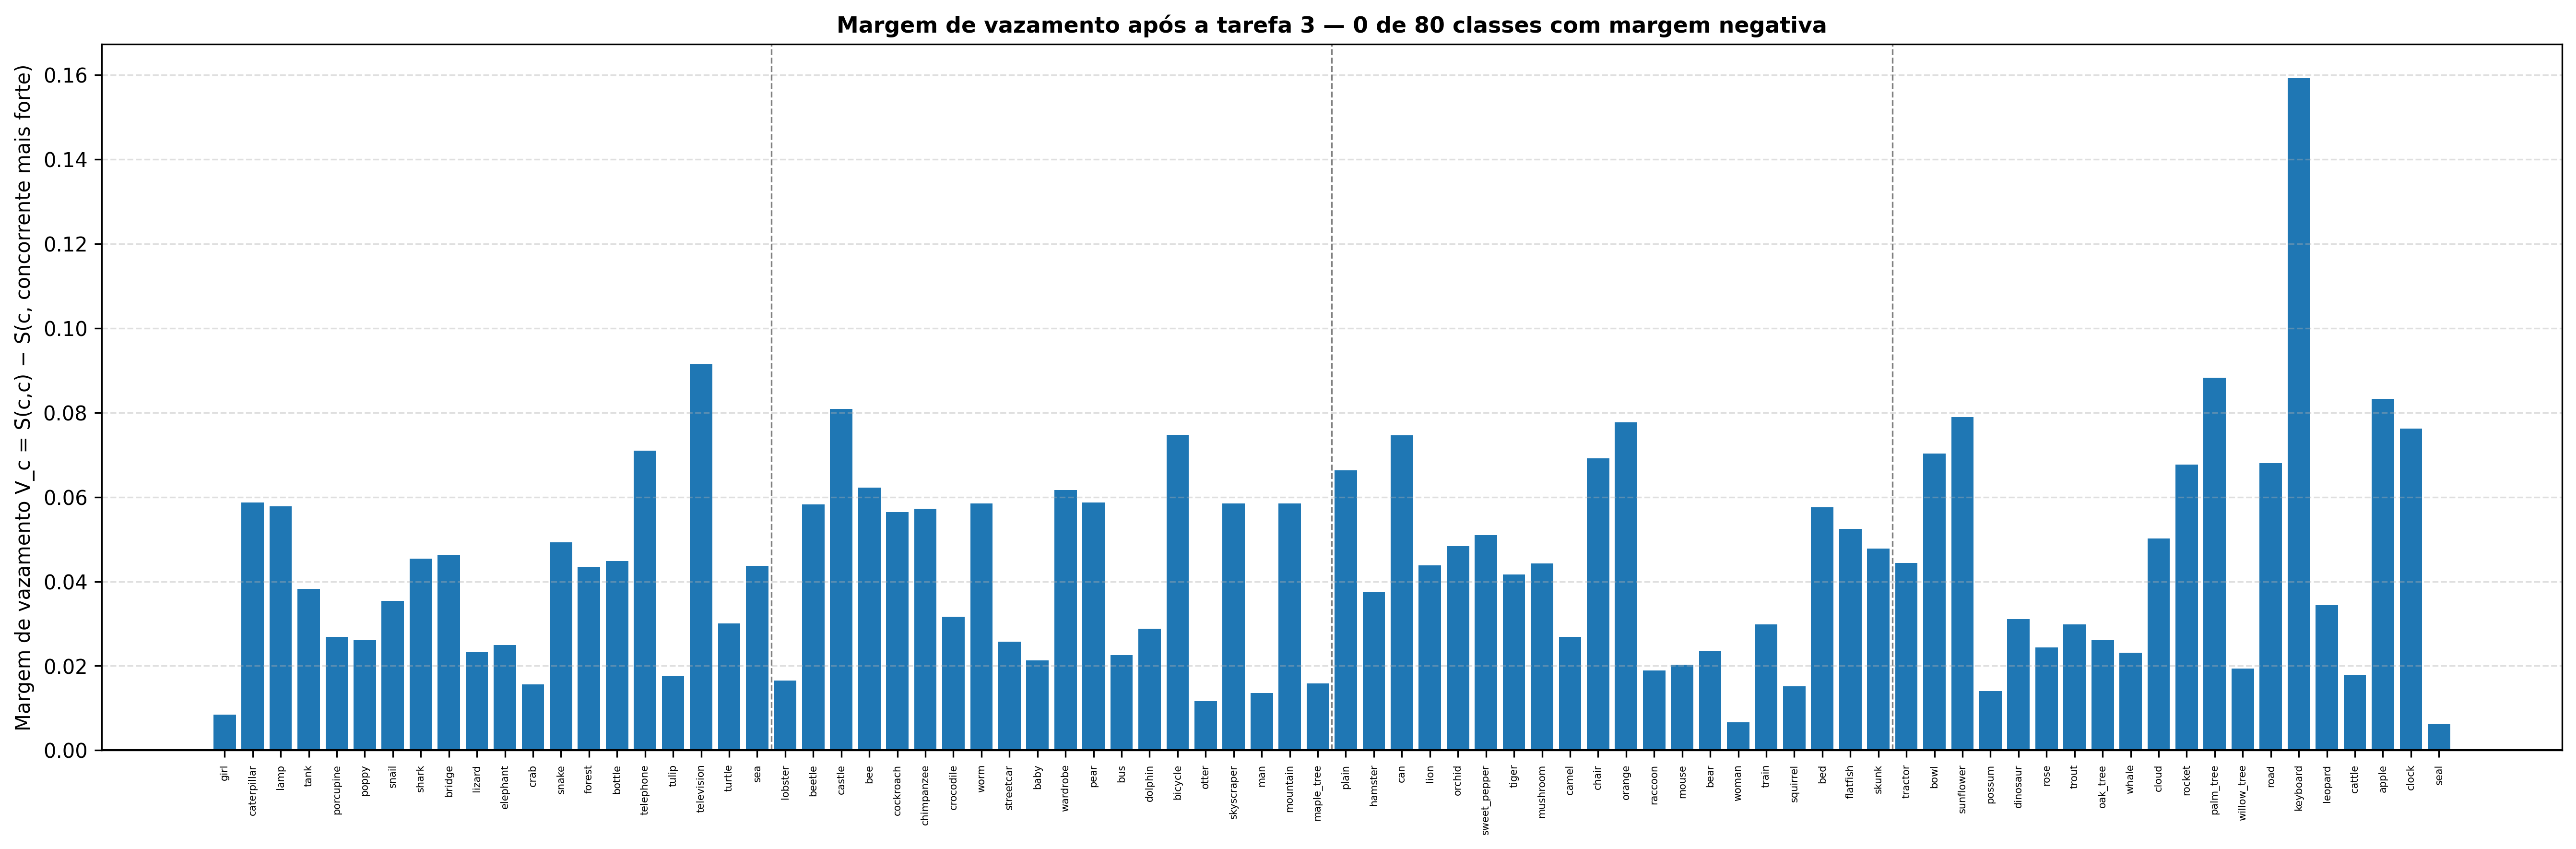 Margem de vazamento após a tarefa 3 — 0 de 80 classes com margem negativa
Margem de vazamento V_c = S(c,c) − S(c, concorrente mais forte)
0.16
0.14
0.12
0.10
0.08
0.06
0.04
0.02
0.00
girl
caterpillar
lamp
tank
porcupine
poppy
snail
shark
bridge
lizard
elephant
crab
snake
forest
bottle
telephone
tulip
television
turtle
sea
lobster
beetle
castle
bee
cockroach
chimpanzee
crocodile
worm
streetcar
baby
wardrobe
pear
bus
dolphin
bicycle
otter
skyscraper
man
mountain
maple_tree
plain
hamster
can
lion
orchid
sweet_pepper
tiger
mushroom
camel
chair
orange
raccoon
mouse
bear
woman
train
squirrel
bed
flatfish
skunk
tractor
bowl
sunflower
possum
dinosaur
rose
trout
oak_tree
whale
cloud
rocket
palm_tree
willow_tree
road
keyboard
leopard
cattle
apple
clock
seal